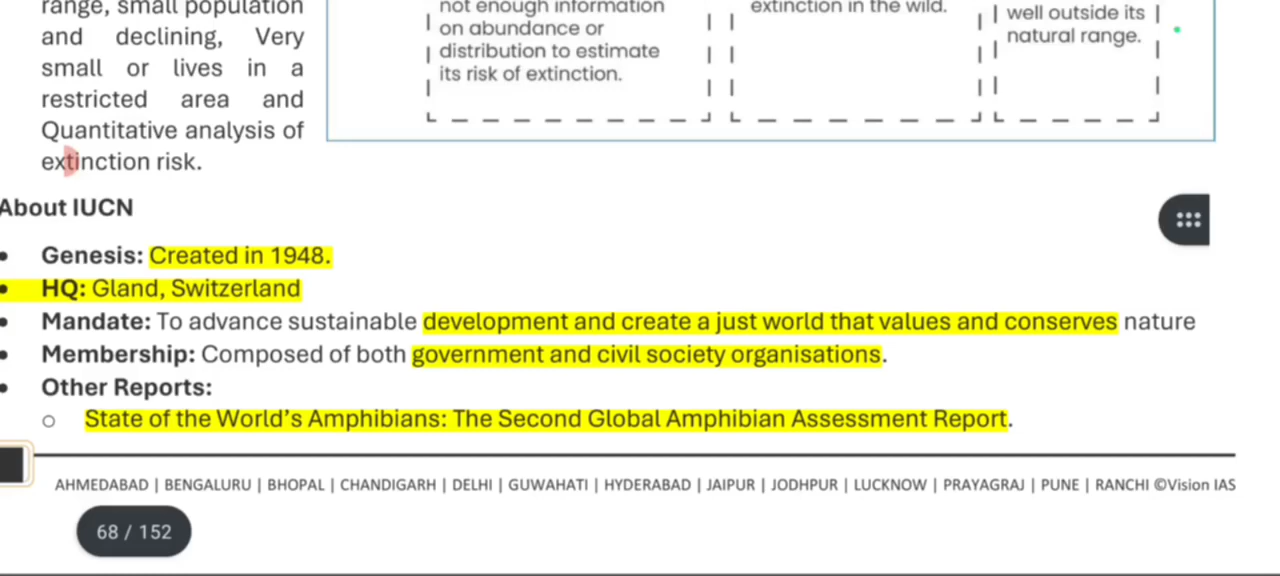 range, small population
and declining, Very
small or lives in a
restricted area and
Quantitative analysis of
extinction risk.
not enough information
on abundance or
distribution to estimate
its risk of extinction.
extinction in the wild.
well outside its
natural range.
About IUCN
• Genesis: Created in 1948.
• HQ: Gland, Switzerland
• Mandate: To advance sustainable development and create a just world that values and conserves nature
• Membership: Composed of both government and civil society organisations.
• Other Reports:
○ State of the World’s Amphibians: The Second Global Amphibian Assessment Report.
AHMEDABAD | BENGALURU | BHOPAL | CHANDIGARH | DELHI | GUWAHATI | HYDERABAD | JAIPUR | JODHPUR | LUCKNOW | PRAYAGRAJ | PUNE | RANCHI ©Vision IAS
68 / 152